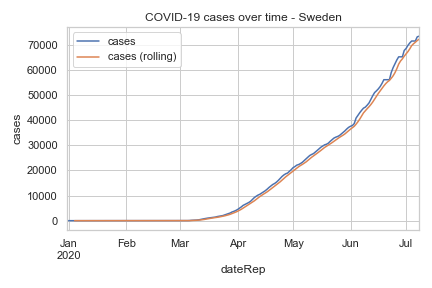 COVID-19 cases over time - Sweden
cases
cases (rolling)
70000
60000
50000
40000
30000
20000
10000
0
cases
Jan Feb Mar Apr May Jun Jul
2020
dateRep